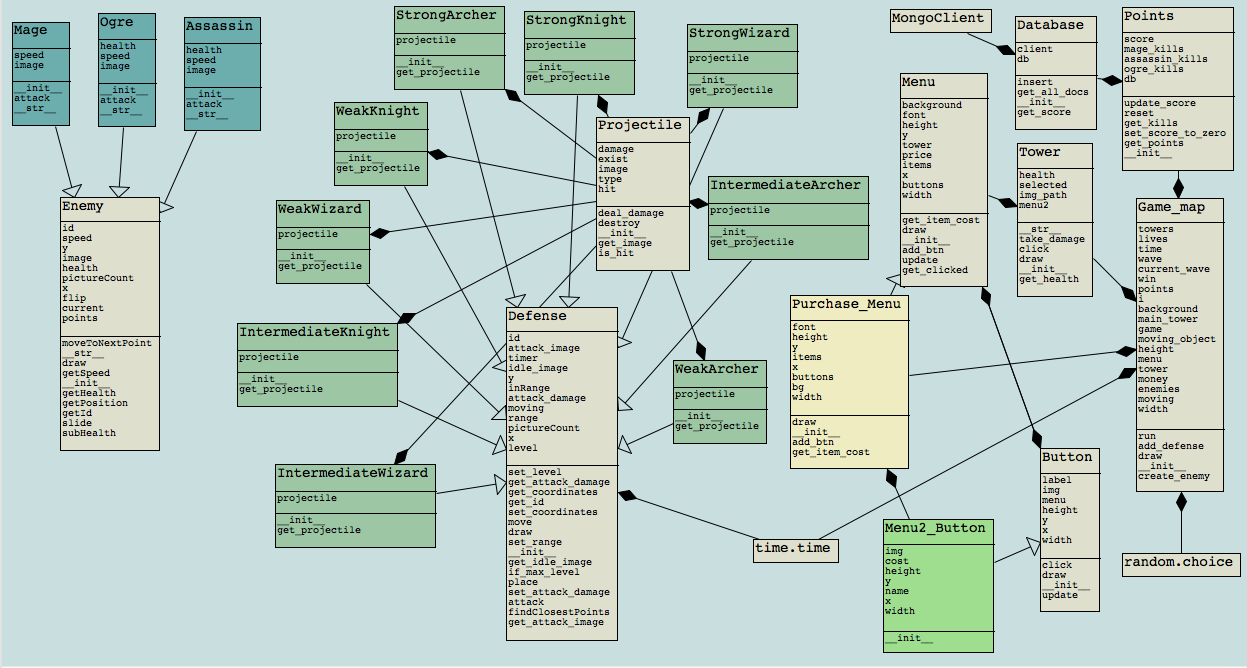 Mage
speed
image
__init__
attack
__str__
Ogre
health
speed
image
__init__
attack
__str__
Assassin
health
speed
image
__init__
attack
__str__
Enemy
id
speed
y
image
health
pictureCount
x
flip
current
points
moveToNextPoint
__str__
draw
getSpeed
__init__
getHealth
getPosition
getId
slide
subHealth
StrongArcher
projectile
__init__
get_projectile
StrongKnight
projectile
__init__
get_projectile
StrongWizard
projectile
__init__
get_projectile
WeakKnight
projectile
__init__
get_projectile
WeakWizard
projectile
__init__
get_projectile
IntermediateKnight
projectile
__init__
get_projectile
IntermediateWizard
projectile
__init__
get_projectile
Projectile
damage
exist
image
type
hit
deal_damage
destroy
__init__
get_image
is_hit
IntermediateArcher
projectile
__init__
get_projectile
WeakArcher
projectile
__init__
get_projectile
Defense
id
attack_image
timer
idle_image
y
inRange
attack_damage
moving
range
pictureCount
x
level
set_level
get_attack_damage
get_coordinates
get_id
set_coordinates
move
draw
set_range
__init__
get_idle_image
if_max_level
place
set_attack_damage
attack
findClosestPoints
get_attack_image
time.time
MongoClient
Database
client
db
insert
get_all_docs
__init__
get_score
Points
score
mage_kills
assassin_kills
ogre_kills
db
update_score
reset
get_kills
set_score_to_zero
get_points
__init__
Menu
background
font
height
y
tower
price
items
x
buttons
width
get_item_cost
draw
__init__
add_btn
update
get_clicked
Tower
health
selected
img_path
menu2
__str__
take_damage
click
draw
__init__
get_health
Game_map
towers
lives
time
wave
current_wave
win
points
i
background
main_tower
game
moving_object
height
menu
tower
money
enemies
moving
width
run
add_defense
draw
__init__
create_enemy
Purchase_Menu
font
height
y
items
x
buttons
bg
width
draw
__init__
add_btn
get_item_cost
Menu2_Button
img
cost
height
y
name
x
width
__init__
Button
label
img
menu
height
y
x
width
click
draw
__init__
update
random.choice